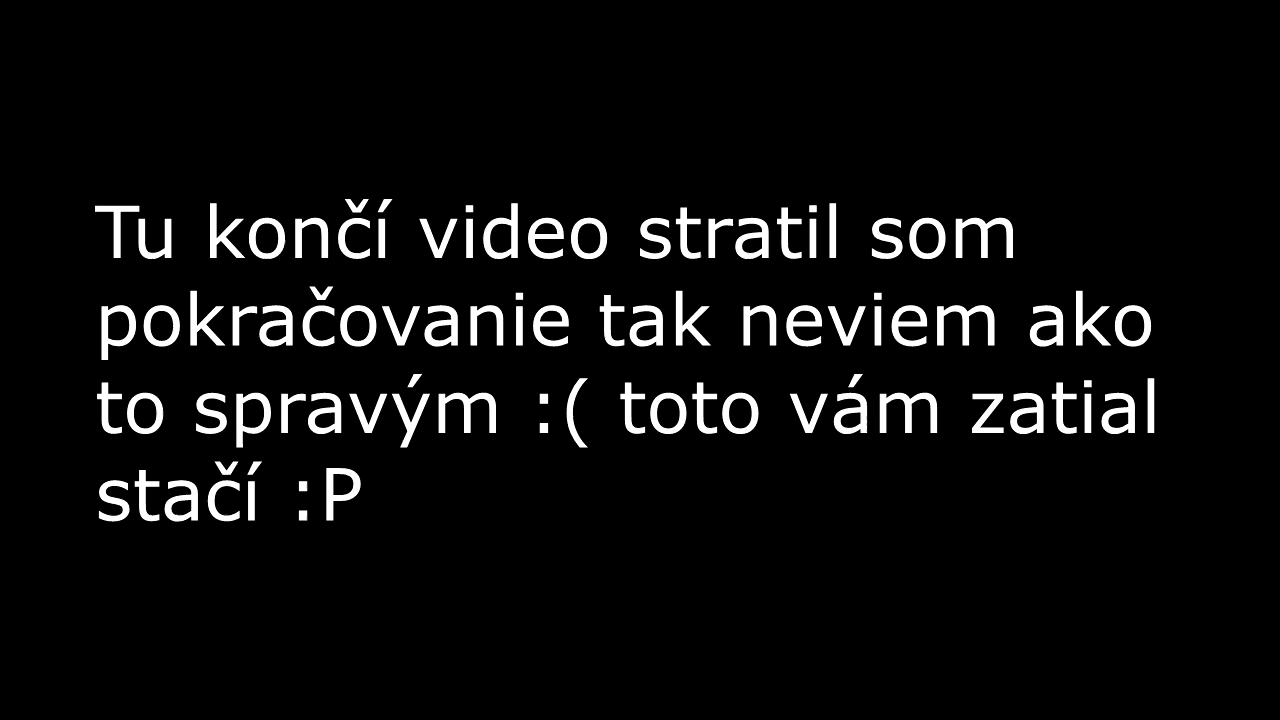 Tu končí video stratil som
pokračovanie tak neviem ako
to spravým :( toto vám zatial
stačí :P